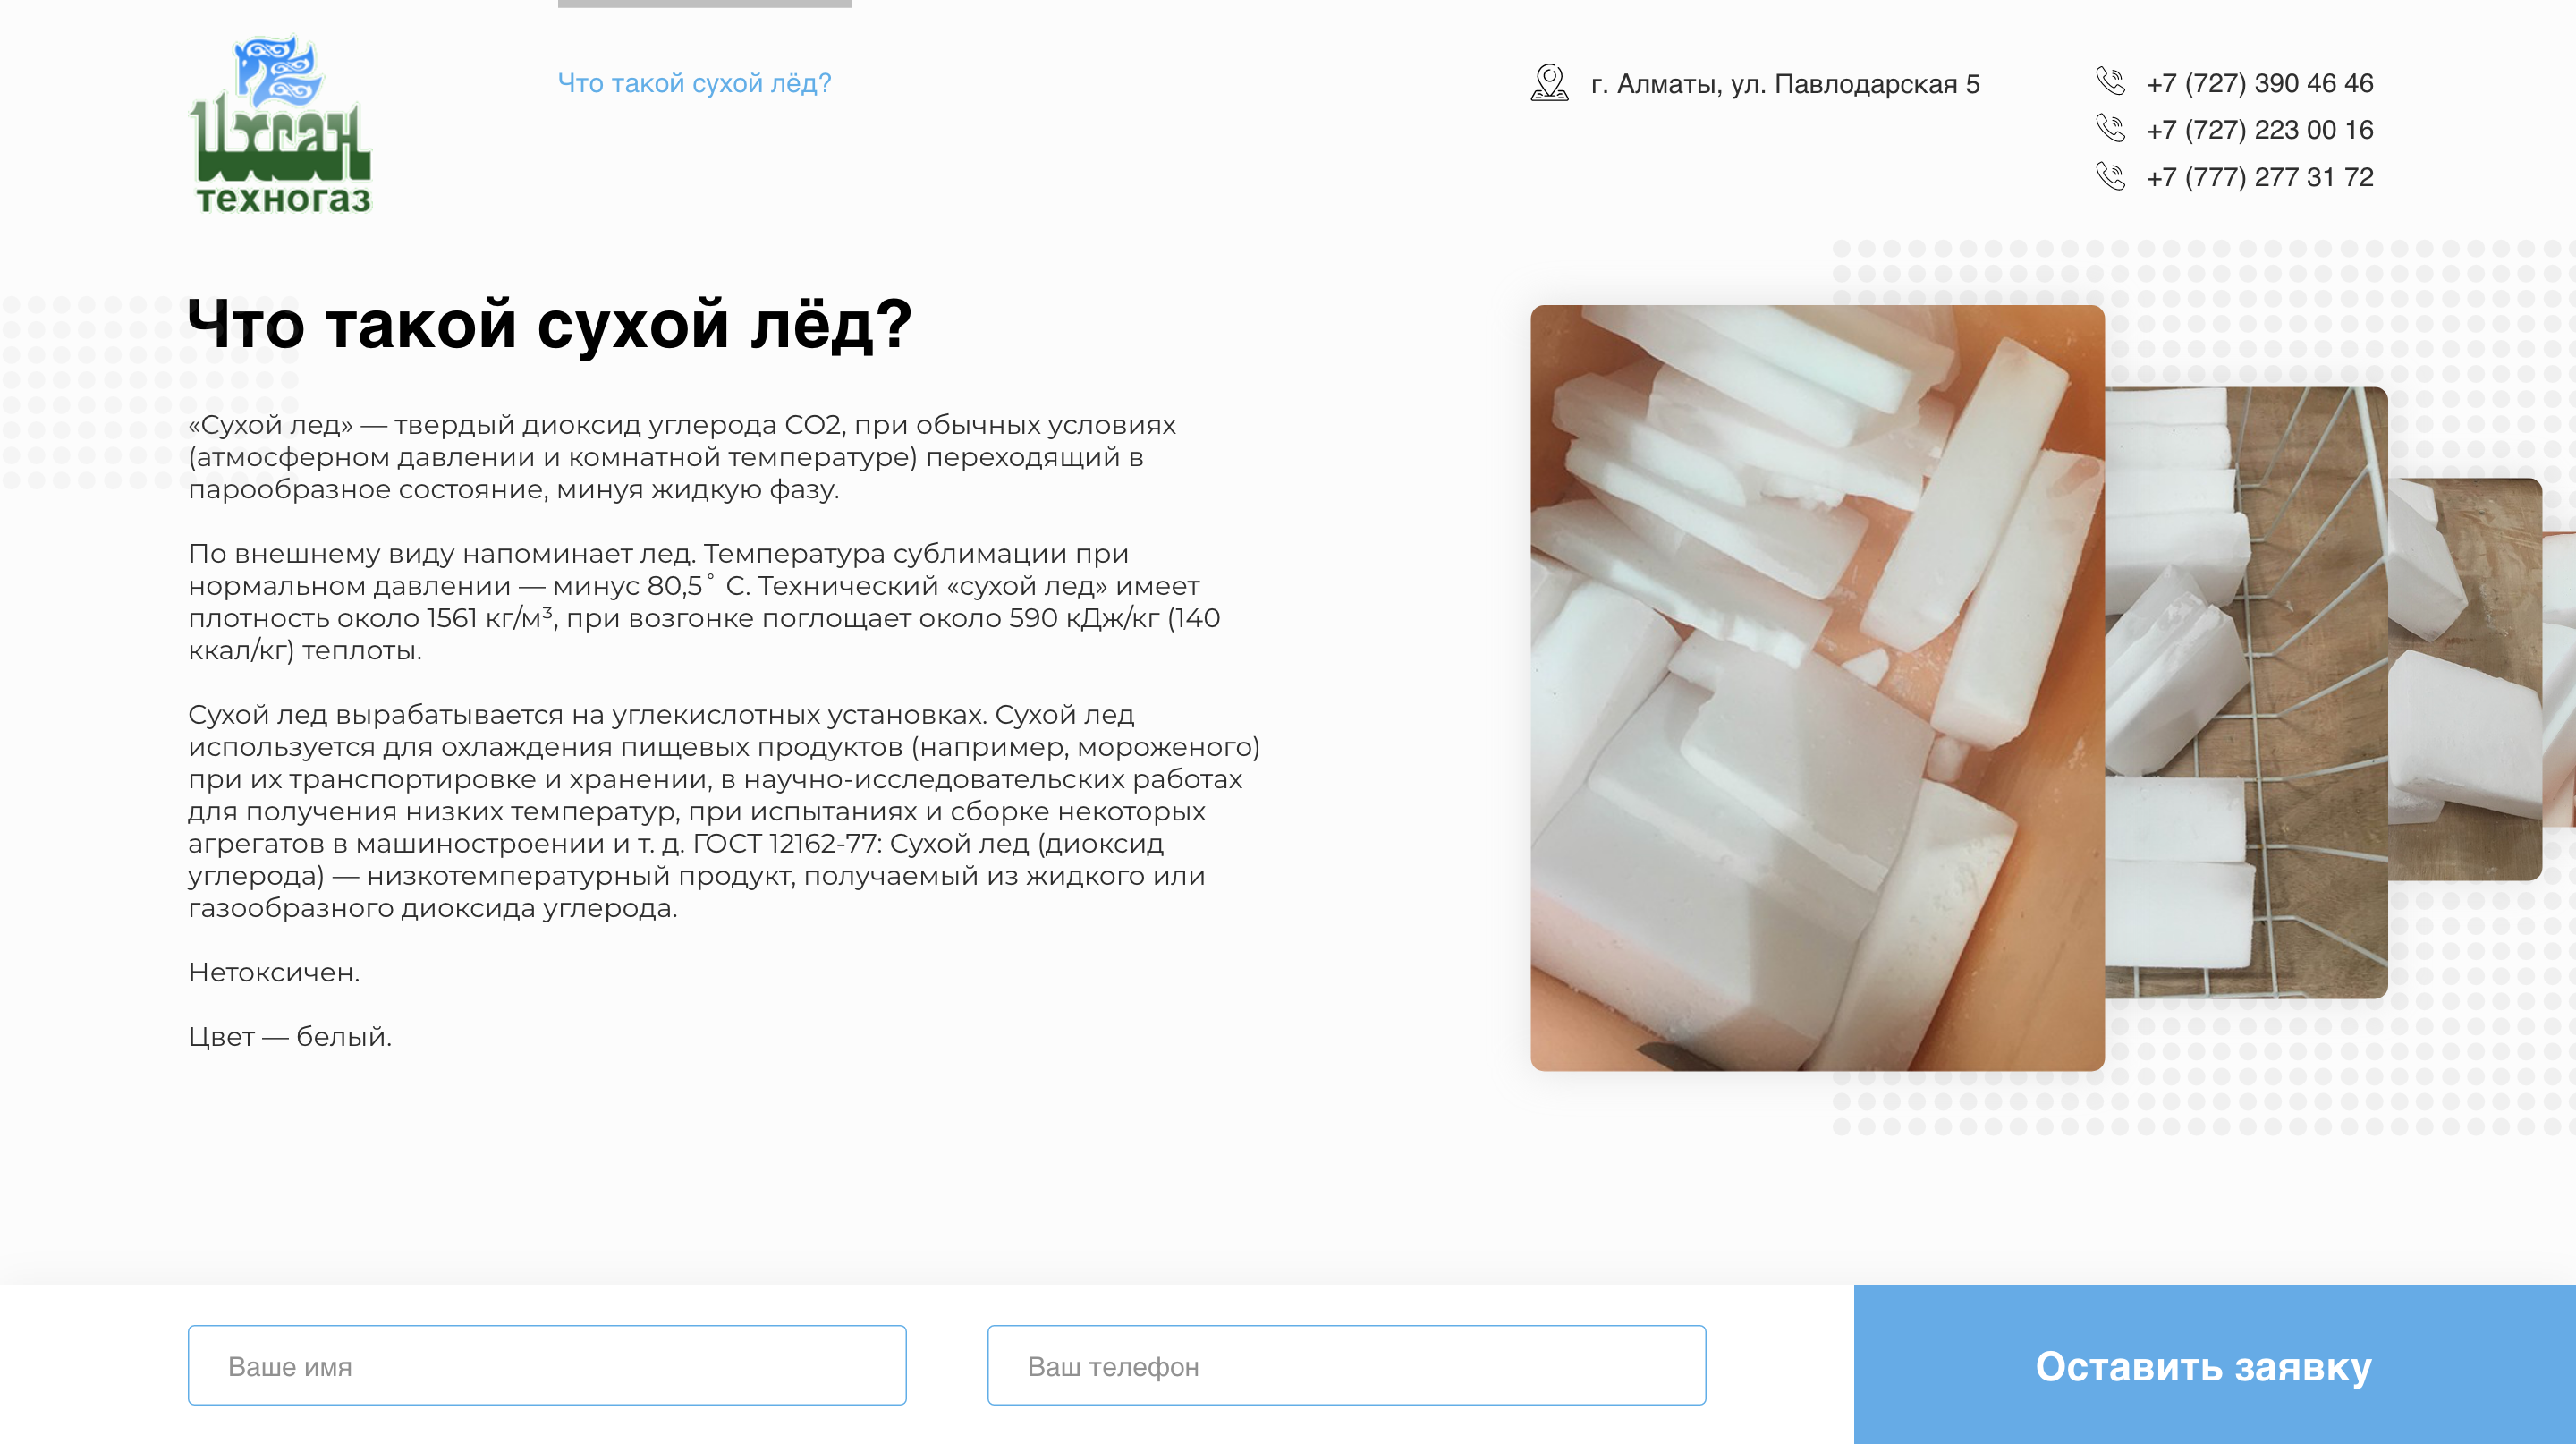 Ихсан
техногаз
Что такой сухой лёд?
г. Алматы, ул. Павлодарская 5
+7 (727) 390 46 46
+7 (727) 223 00 16
+7 (777) 277 31 72
Что такой сухой лёд?
«Сухой лед» — твердый диоксид углерода CO2, при обычных условиях
(атмосферном давлении и комнатной температуре) переходящий в
парообразное состояние, минуя жидкую фазу.
По внешнему виду напоминает лед. Температура сублимации при
нормальном давлении — минус 80,5˚ С. Технический «сухой лед» имеет
плотность около 1561 кг/м³, при возгонке поглощает около 590 кДж/кг (140
ккал/кг) теплоты.
Сухой лед вырабатывается на углекислотных установках. Сухой лед
используется для охлаждения пищевых продуктов (например, мороженого)
при их транспортировке и хранении, в научно-исследовательских работах
для получения низких температур, при испытаниях и сборке некоторых
агрегатов в машиностроении и т. д. ГОСТ 12162-77: Сухой лед (диоксид
углерода) — низкотемпературный продукт, получаемый из жидкого или
газообразного диоксида углерода.
Нетоксичен.
Цвет — белый.
Ваше имя
Ваш телефон
Оставить заявку